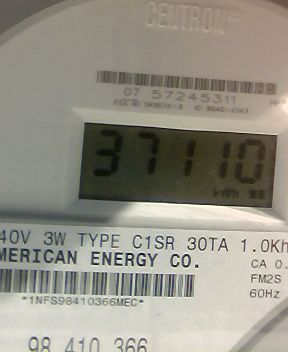 CENTRON®
07 57245311
37110
kWh
40V 3W TYPE C1SR 30TA 1.0Kh
MERICAN ENERGY CO.
CA 0.
FM2S
*1NFS98410366MEC*
60Hz
98 410 366